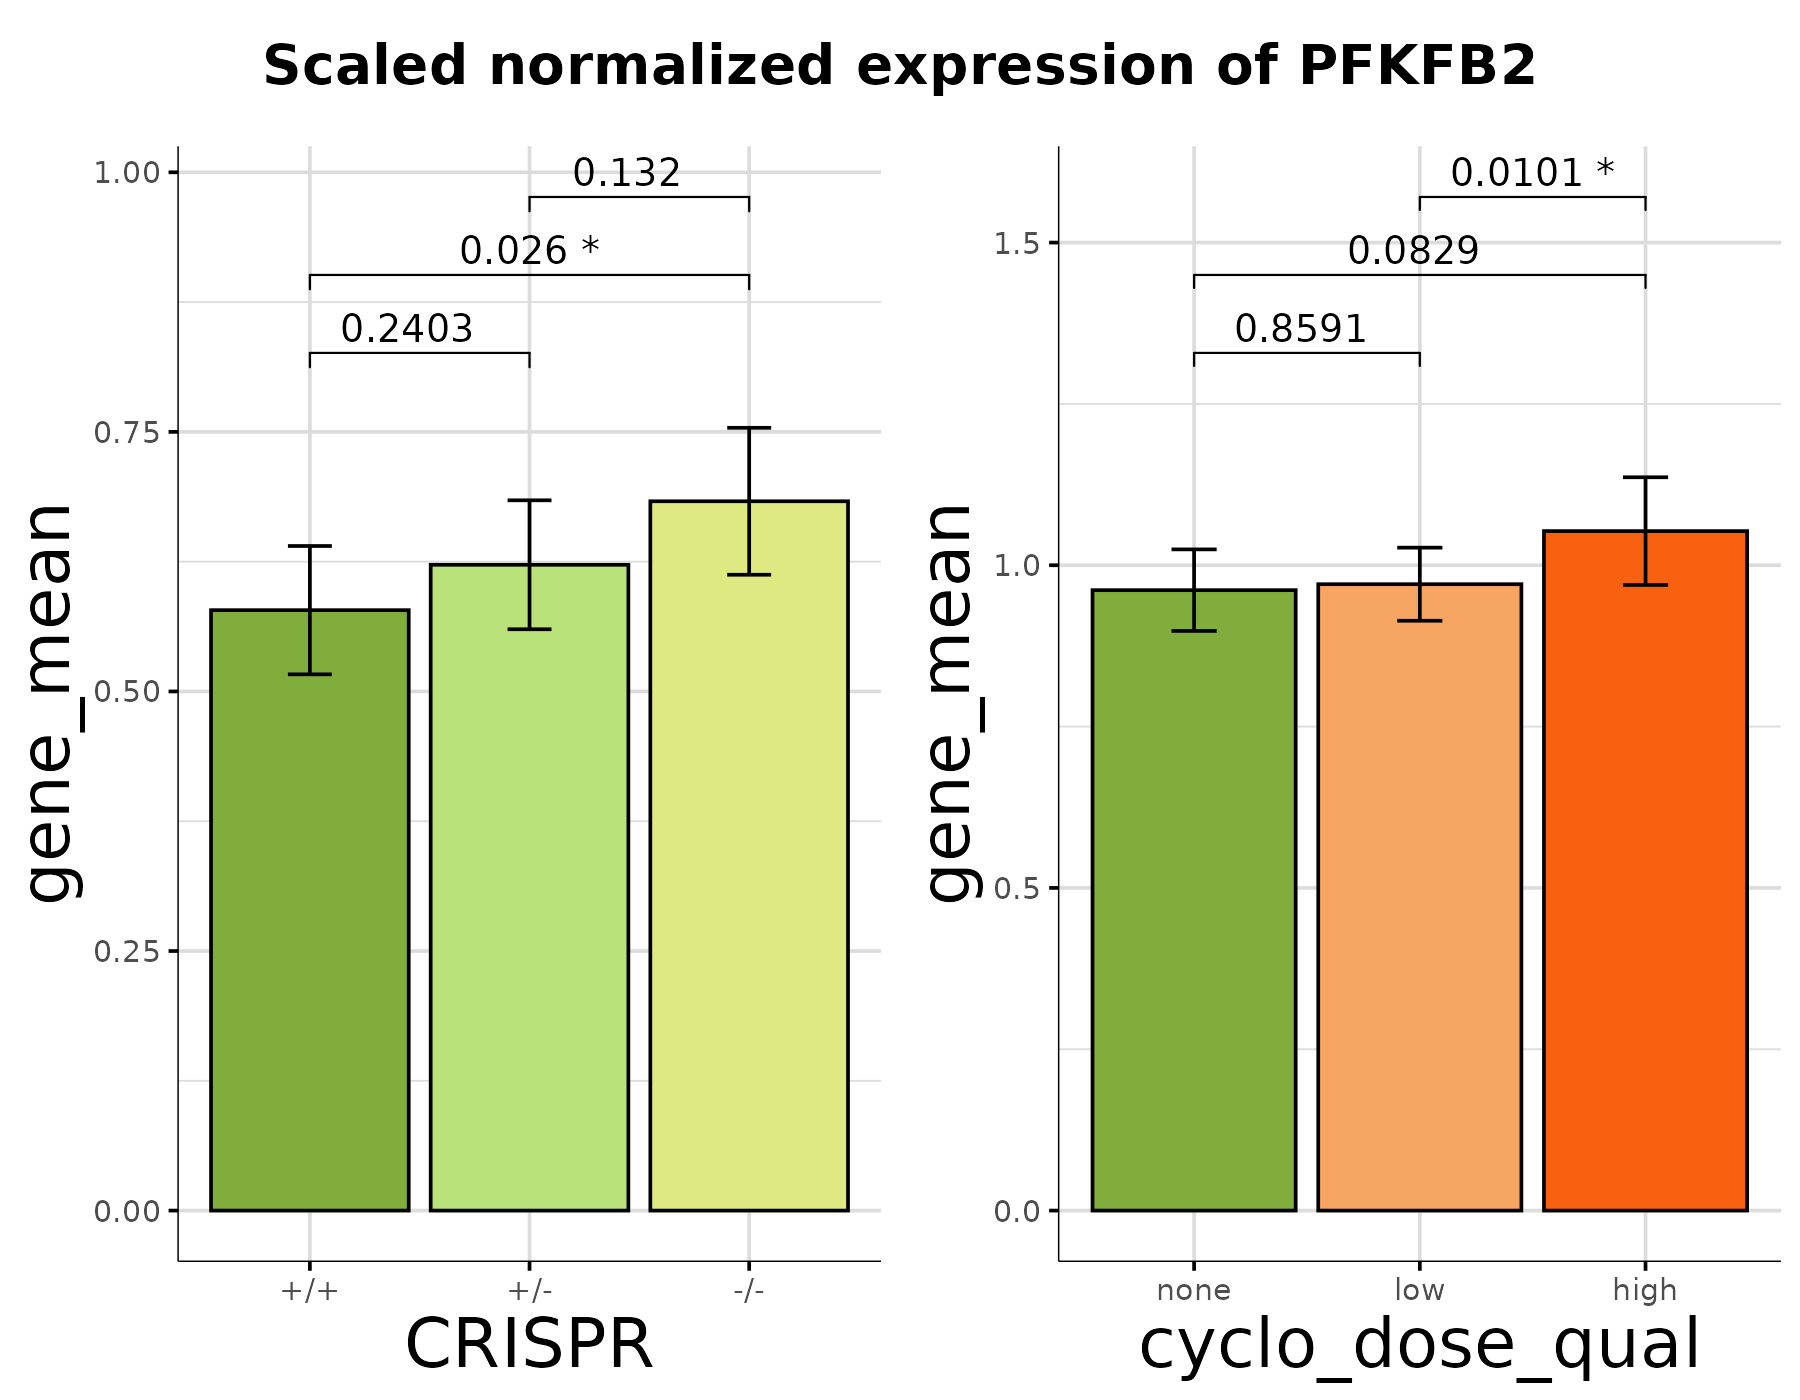 Scaled normalized expression of PFKFB2
gene_mean
1.00
0.75
0.50
0.25
0.00
0.132
0.026 *
0.2403
+/+
+/-
-/-
CRISPR
gene_mean
1.5
1.0
0.5
0.0
0.0101 *
0.0829
0.8591
none
low
high
cyclo_dose_qual